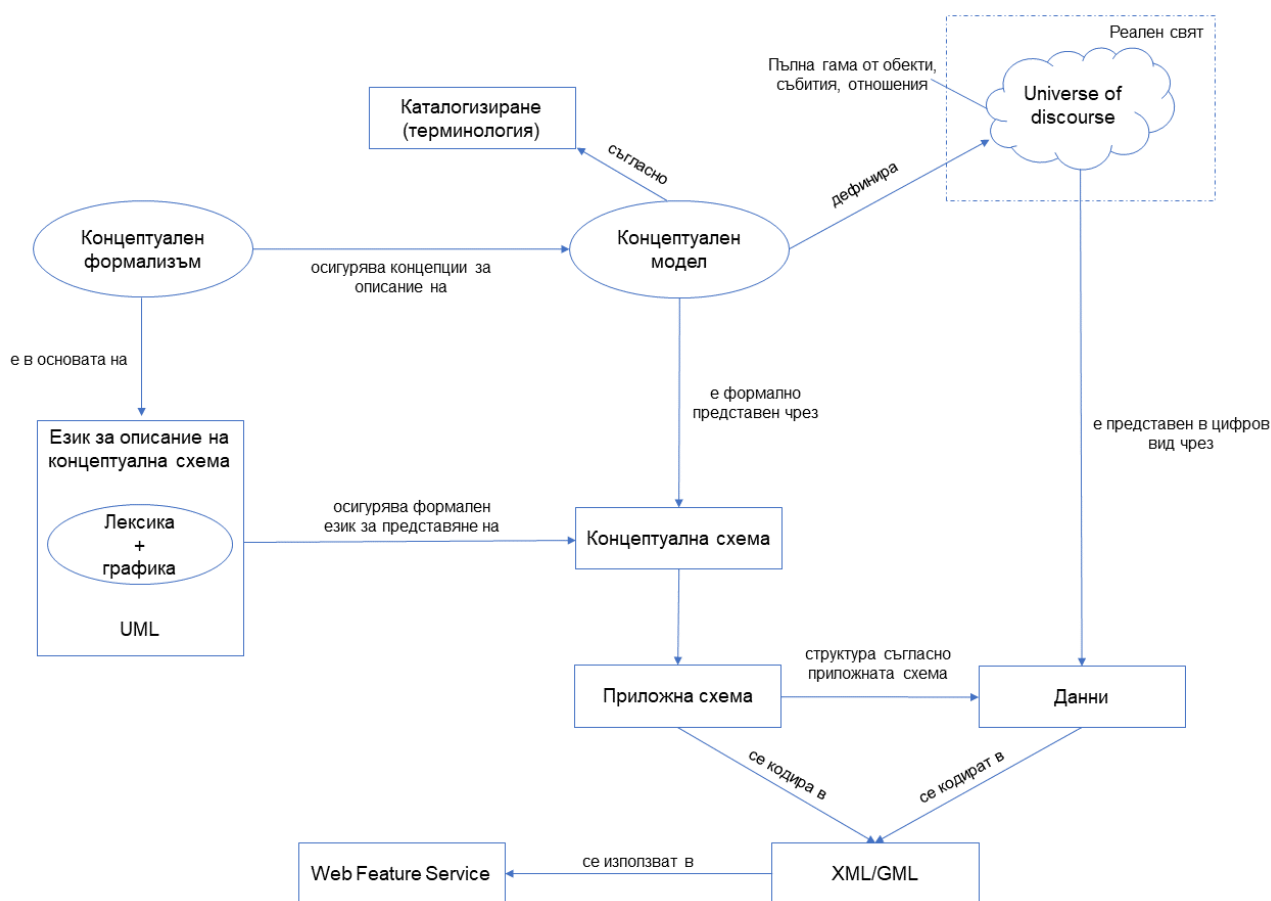 Реален свят
Пълна гама от обекти,
събития, отношения
Universe of
discourse
Каталогизиране
(терминология)
съгласно
дефинира
Концептуален
формализъм
осигурява концепции за
описание на
Концептуален
модел
е в основата на
е формално
представен чрез
е представен в цифров
вид чрез
Език за описание на
концептуална схема
Лексика
+
графика
UML
осигурява формален
език за представяне на
Концептуална схема
Приложна схема
структура съгласно
приложната схема
Данни
се кодира в
се кодират в
Web Feature Service
се използват в
XML/GML